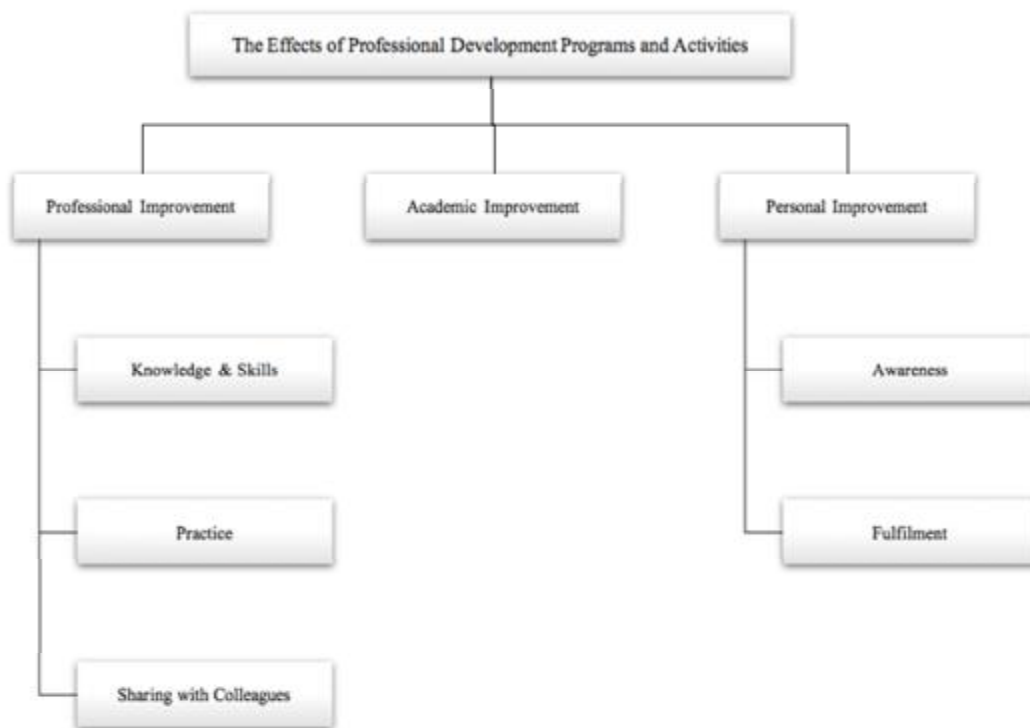 The Effects of Professional Development Programs and Activities
Professional Improvement
Academic Improvement
Personal Improvement
Knowledge & Skills
Awareness
Practice
Fulfilment
Sharing with Colleagues